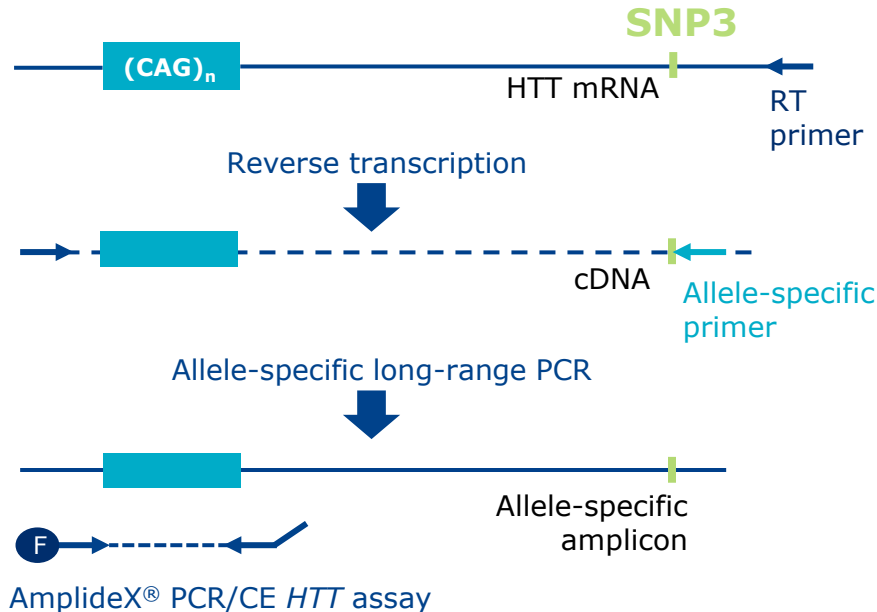 SNP3
(CAG)n
HTT mRNA
RT
primer
Reverse transcription
cDNA
Allele-specific
primer
Allele-specific long-range PCR
Allele-specific
amplicon
F
AmplideX® PCR/CE HTT assay